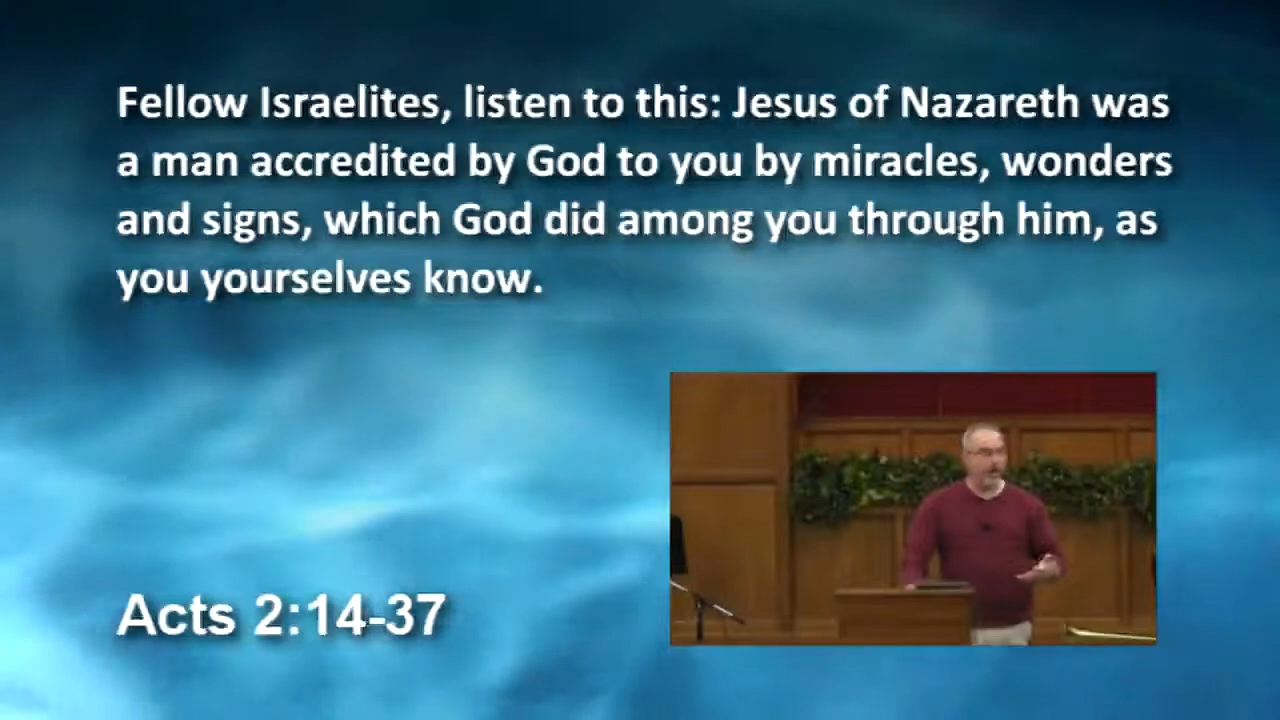 Fellow Israelites, listen to this: Jesus of Nazareth was
a man accredited by God to you by miracles, wonders
and signs, which God did among you through him, as
you yourselves know.
Acts 2:14-37